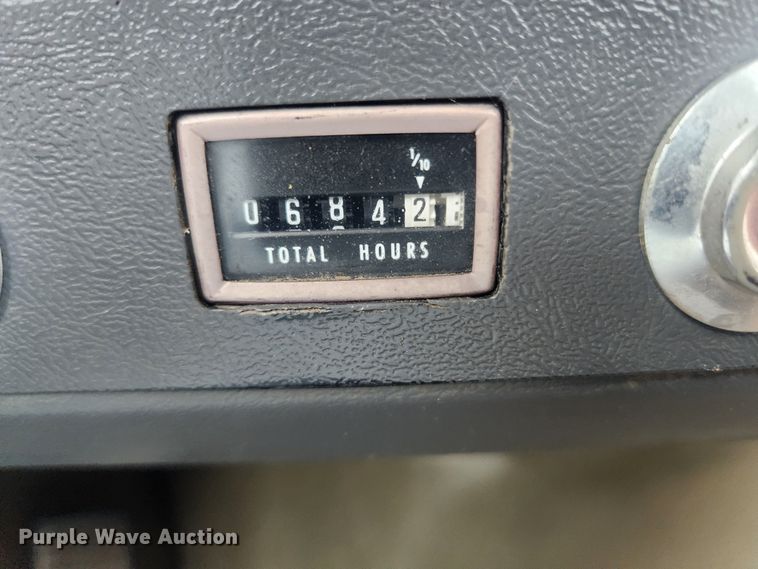 1/10
0 6 8 4 2
TOTAL HOURS
Purple Wave Auction